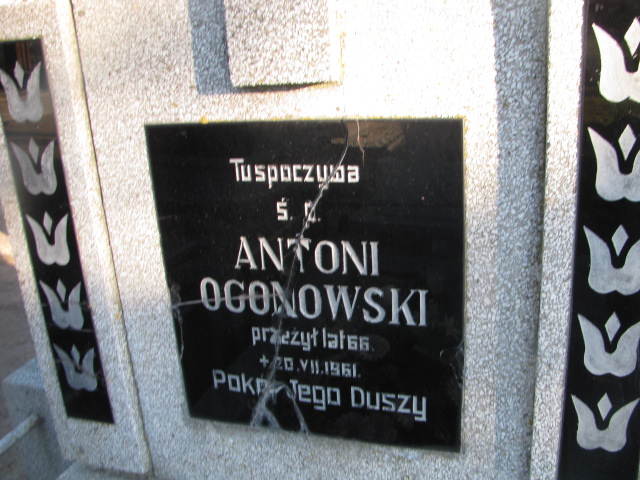 Tu spoczywa
Ś. P.
ANTONI
OGONOWSKI
przeżył lat 66.
+ 20.VII.1961.
Pokój Jego Duszy